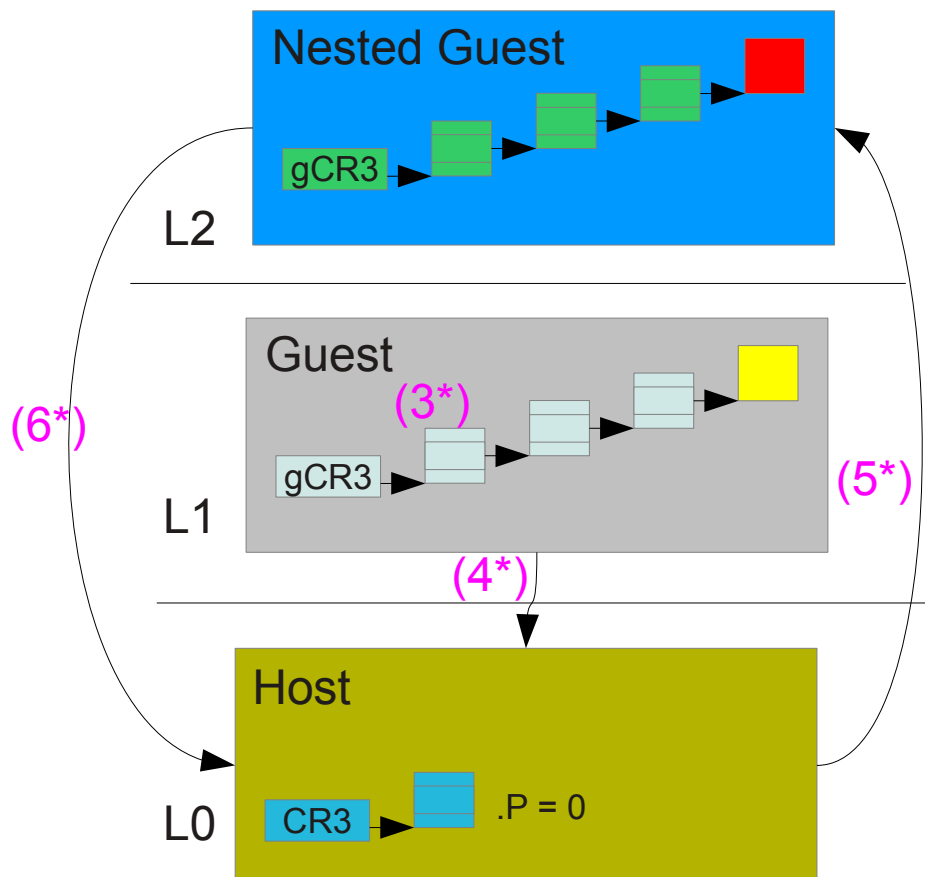 Nested Guest
gCR3
L2
Guest
(3*)
(6*)
gCR3
(5*)
L1
(4*)
Host
.P = 0
CR3
L0